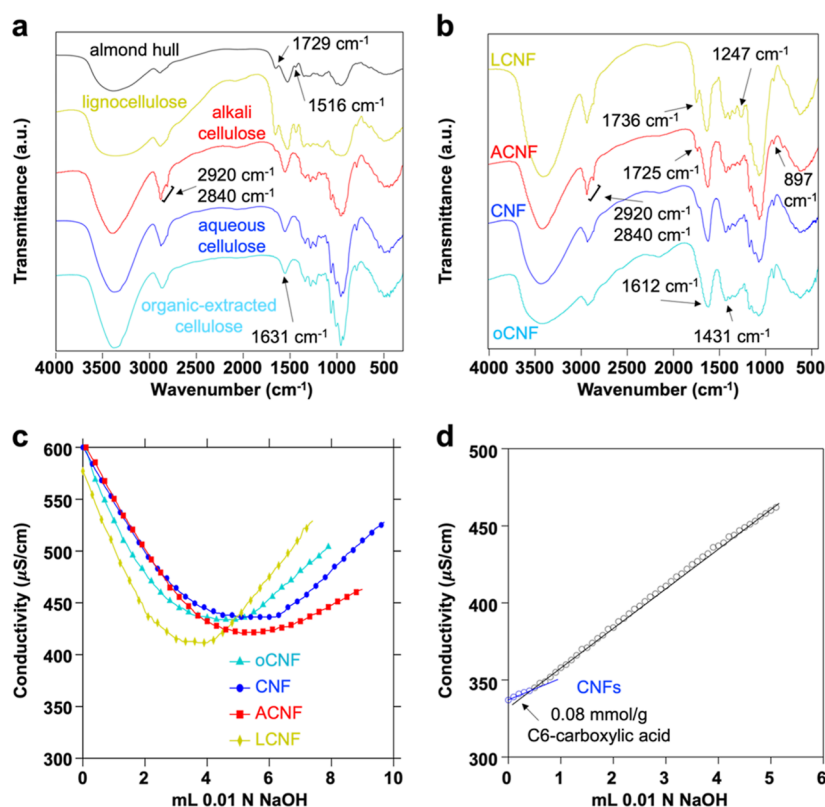 a
almond hull
1729 cm-1
lignocellulose
1516 cm-1
alkali
cellulose
2920 cm-1
2840 cm-1
aqueous
cellulose
organic-extracted
cellulose
1631 cm-1
Transmittance (a.u.)
4000 3500 3000 2500 2000 1500 1000 500
Wavenumber (cm-1)
b
LCNF
1247 cm-1
1736 cm-1
ACNF
1725 cm-1
897
cm-1
2920 cm-1
2840 cm-1
CNF
1612 cm-1
1431 cm-1
oCNF
Transmittance (a.u.)
4000 3500 3000 2500 2000 1500 1000 500
Wavenumber (cm-1)
c
600
550
500
450
400
350
300
Conductivity (µS/cm)
oCNF
CNF
ACNF
LCNF
0 2 4 6 8 10
mL 0.01 N NaOH
d
500
450
400
350
300
Conductivity (µS/cm)
CNFs
0.08 mmol/g
C6-carboxylic acid
0 1 2 3 4 5 6
mL 0.01 N NaOH